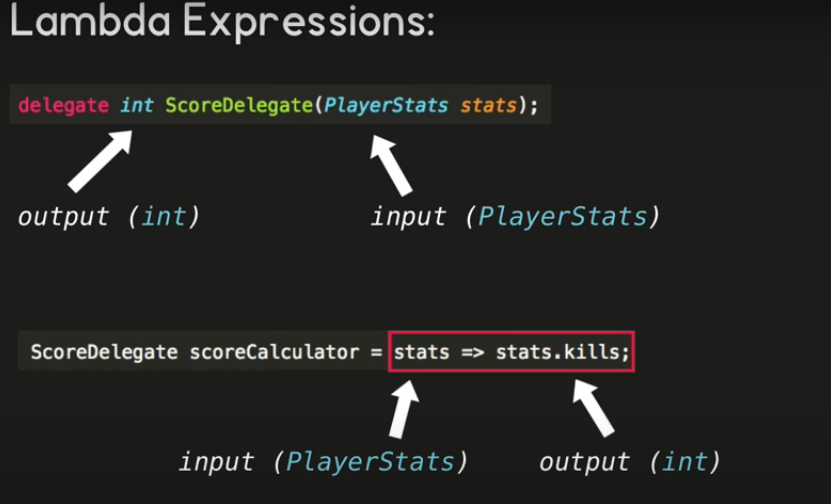 Lambda Expressions:
delegate int ScoreDelegate(PlayerStats stats);
output (int)
input (PlayerStats)
ScoreDelegate scoreCalculator = stats => stats.kills;
input (PlayerStats)
output (int)